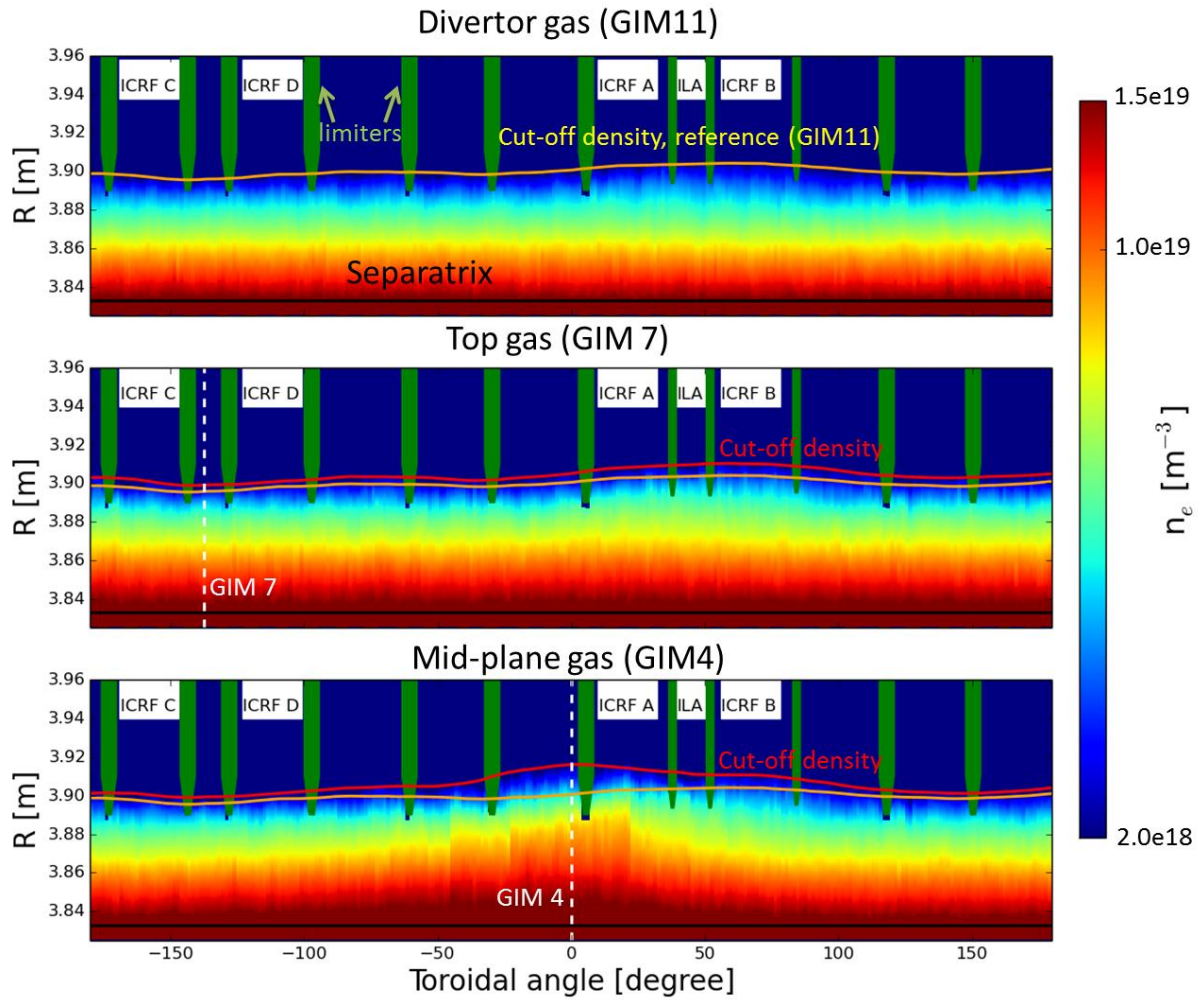 Divertor gas (GIM11)
3.96
3.94
3.92
3.90
3.88
3.86
3.84
R [m]
ICRF C
ICRF D
ICRF A
ILA
ICRF B
limiters
Cut-off density, reference (GIM11)
Separatrix
Top gas (GIM 7)
3.96
3.94
3.92
3.90
3.88
3.86
3.84
R [m]
ICRF C
ICRF D
ICRF A
ILA
ICRF B
Cut-off density
GIM 7
Mid-plane gas (GIM4)
3.96
3.94
3.92
3.90
3.88
3.86
3.84
R [m]
ICRF C
ICRF D
ICRF A
ILA
ICRF B
Cut-off density
GIM 4
−150 −100 −50 0 50 100 150
Toroidal angle [degree]
1.5e19
1.0e19
2.0e18
nₑ [m⁻³]